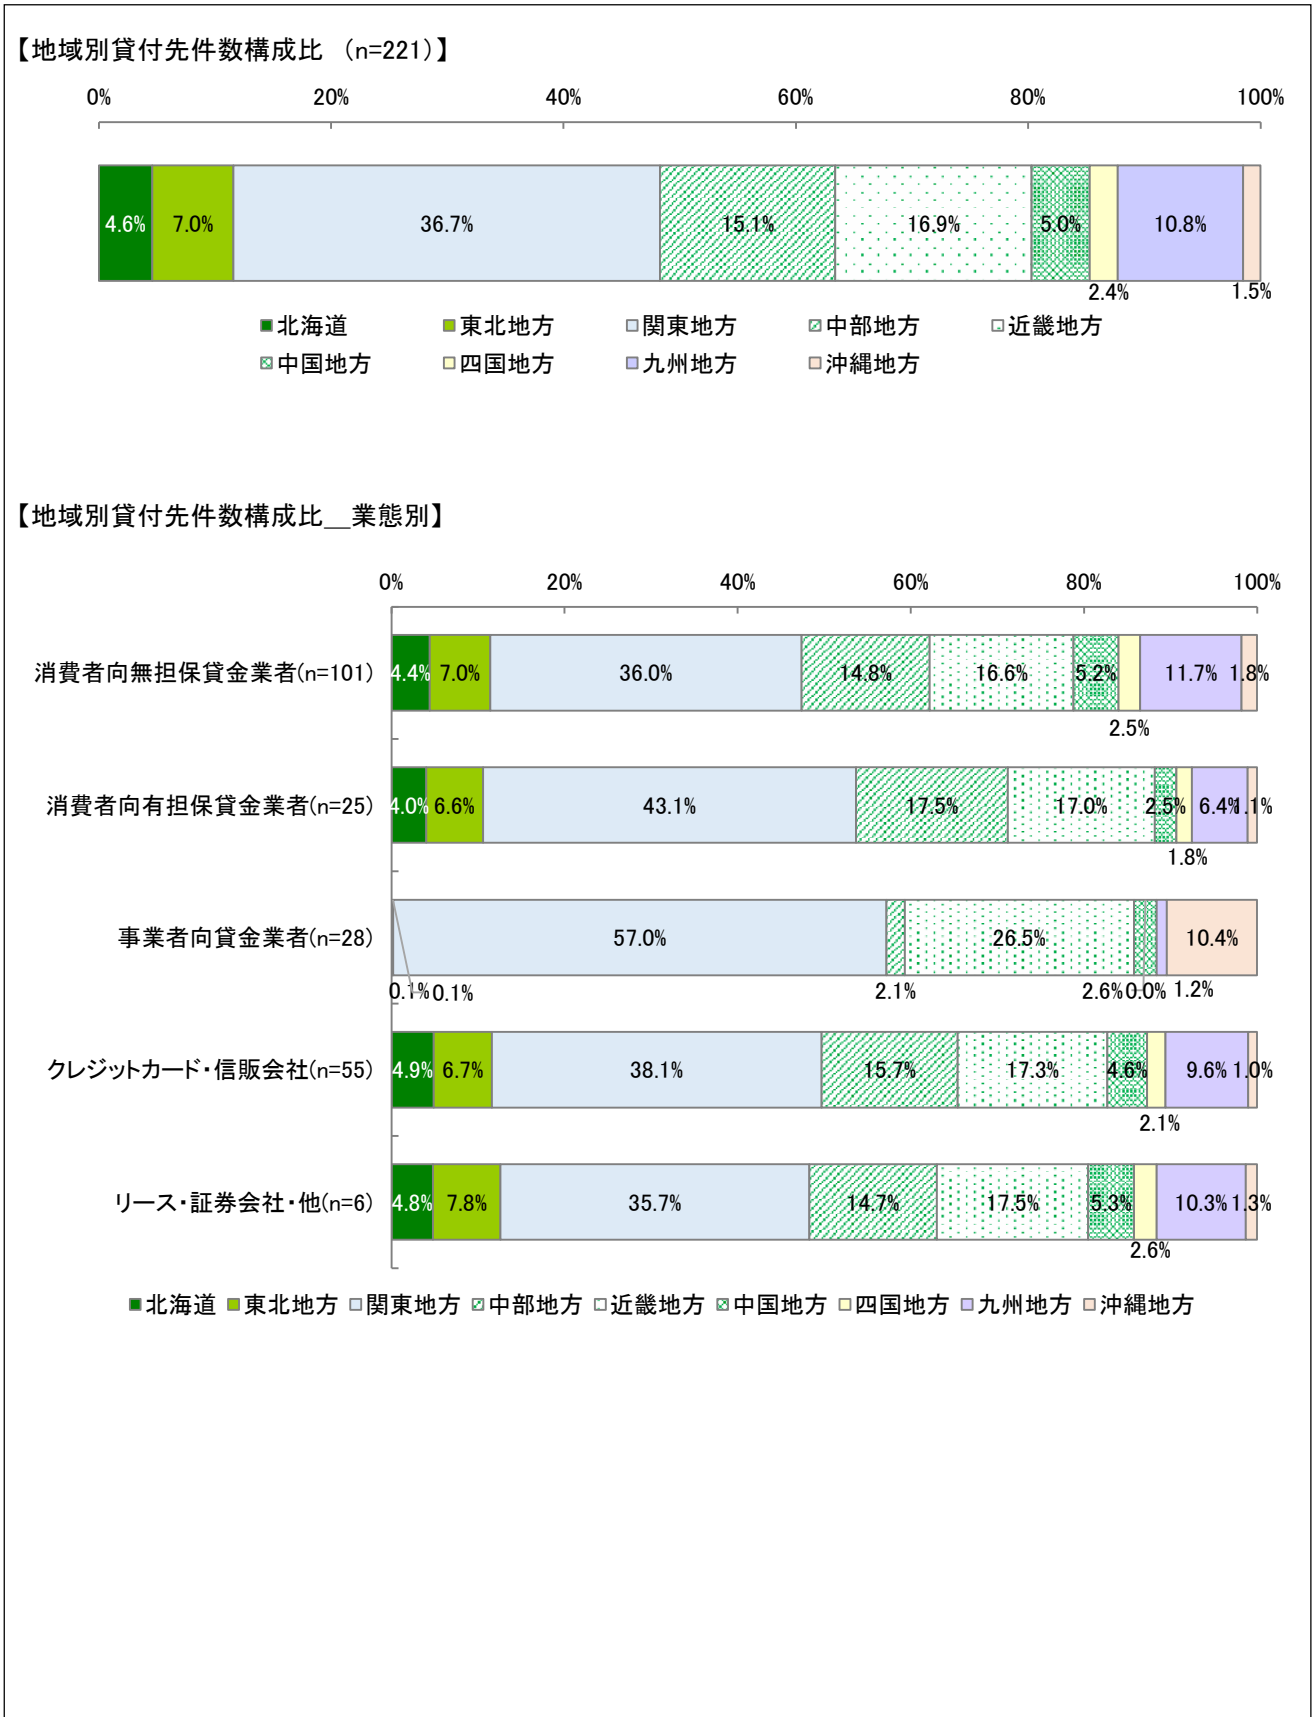 【地域別貸付先件数構成比 （n=221）】
0% 20% 40% 60% 80% 100%
4.6% 7.0% 36.7% 15.1% 16.9% 5.0% 10.8%
2.4% 1.5%
北海道 東北地方 関東地方 中部地方 近畿地方
中国地方 四国地方 九州地方 沖縄地方
【地域別貸付先件数構成比__業態別】
0% 20% 40% 60% 80% 100%
消費者向無担保貸金業者(n=101) 4.4% 7.0% 36.0% 14.8% 16.6% 5.2% 11.7% 1.8%
2.5%
消費者向有担保貸金業者(n=25) 4.0% 6.6% 43.1% 17.5% 17.0% 2.5% 6.4% 1.1%
1.8%
事業者向貸金業者(n=28) 57.0% 26.5% 10.4%
0.1% 0.1% 2.1% 2.6% 0.0% 1.2%
クレジットカード・信販会社(n=55) 4.9% 6.7% 38.1% 15.7% 17.3% 4.6% 9.6% 1.0%
2.1%
リース・証券会社・他(n=6) 4.8% 7.8% 35.7% 14.7% 17.5% 5.3% 10.3% 1.3%
2.6%
北海道 東北地方 関東地方 中部地方 近畿地方 中国地方 四国地方 九州地方 沖縄地方